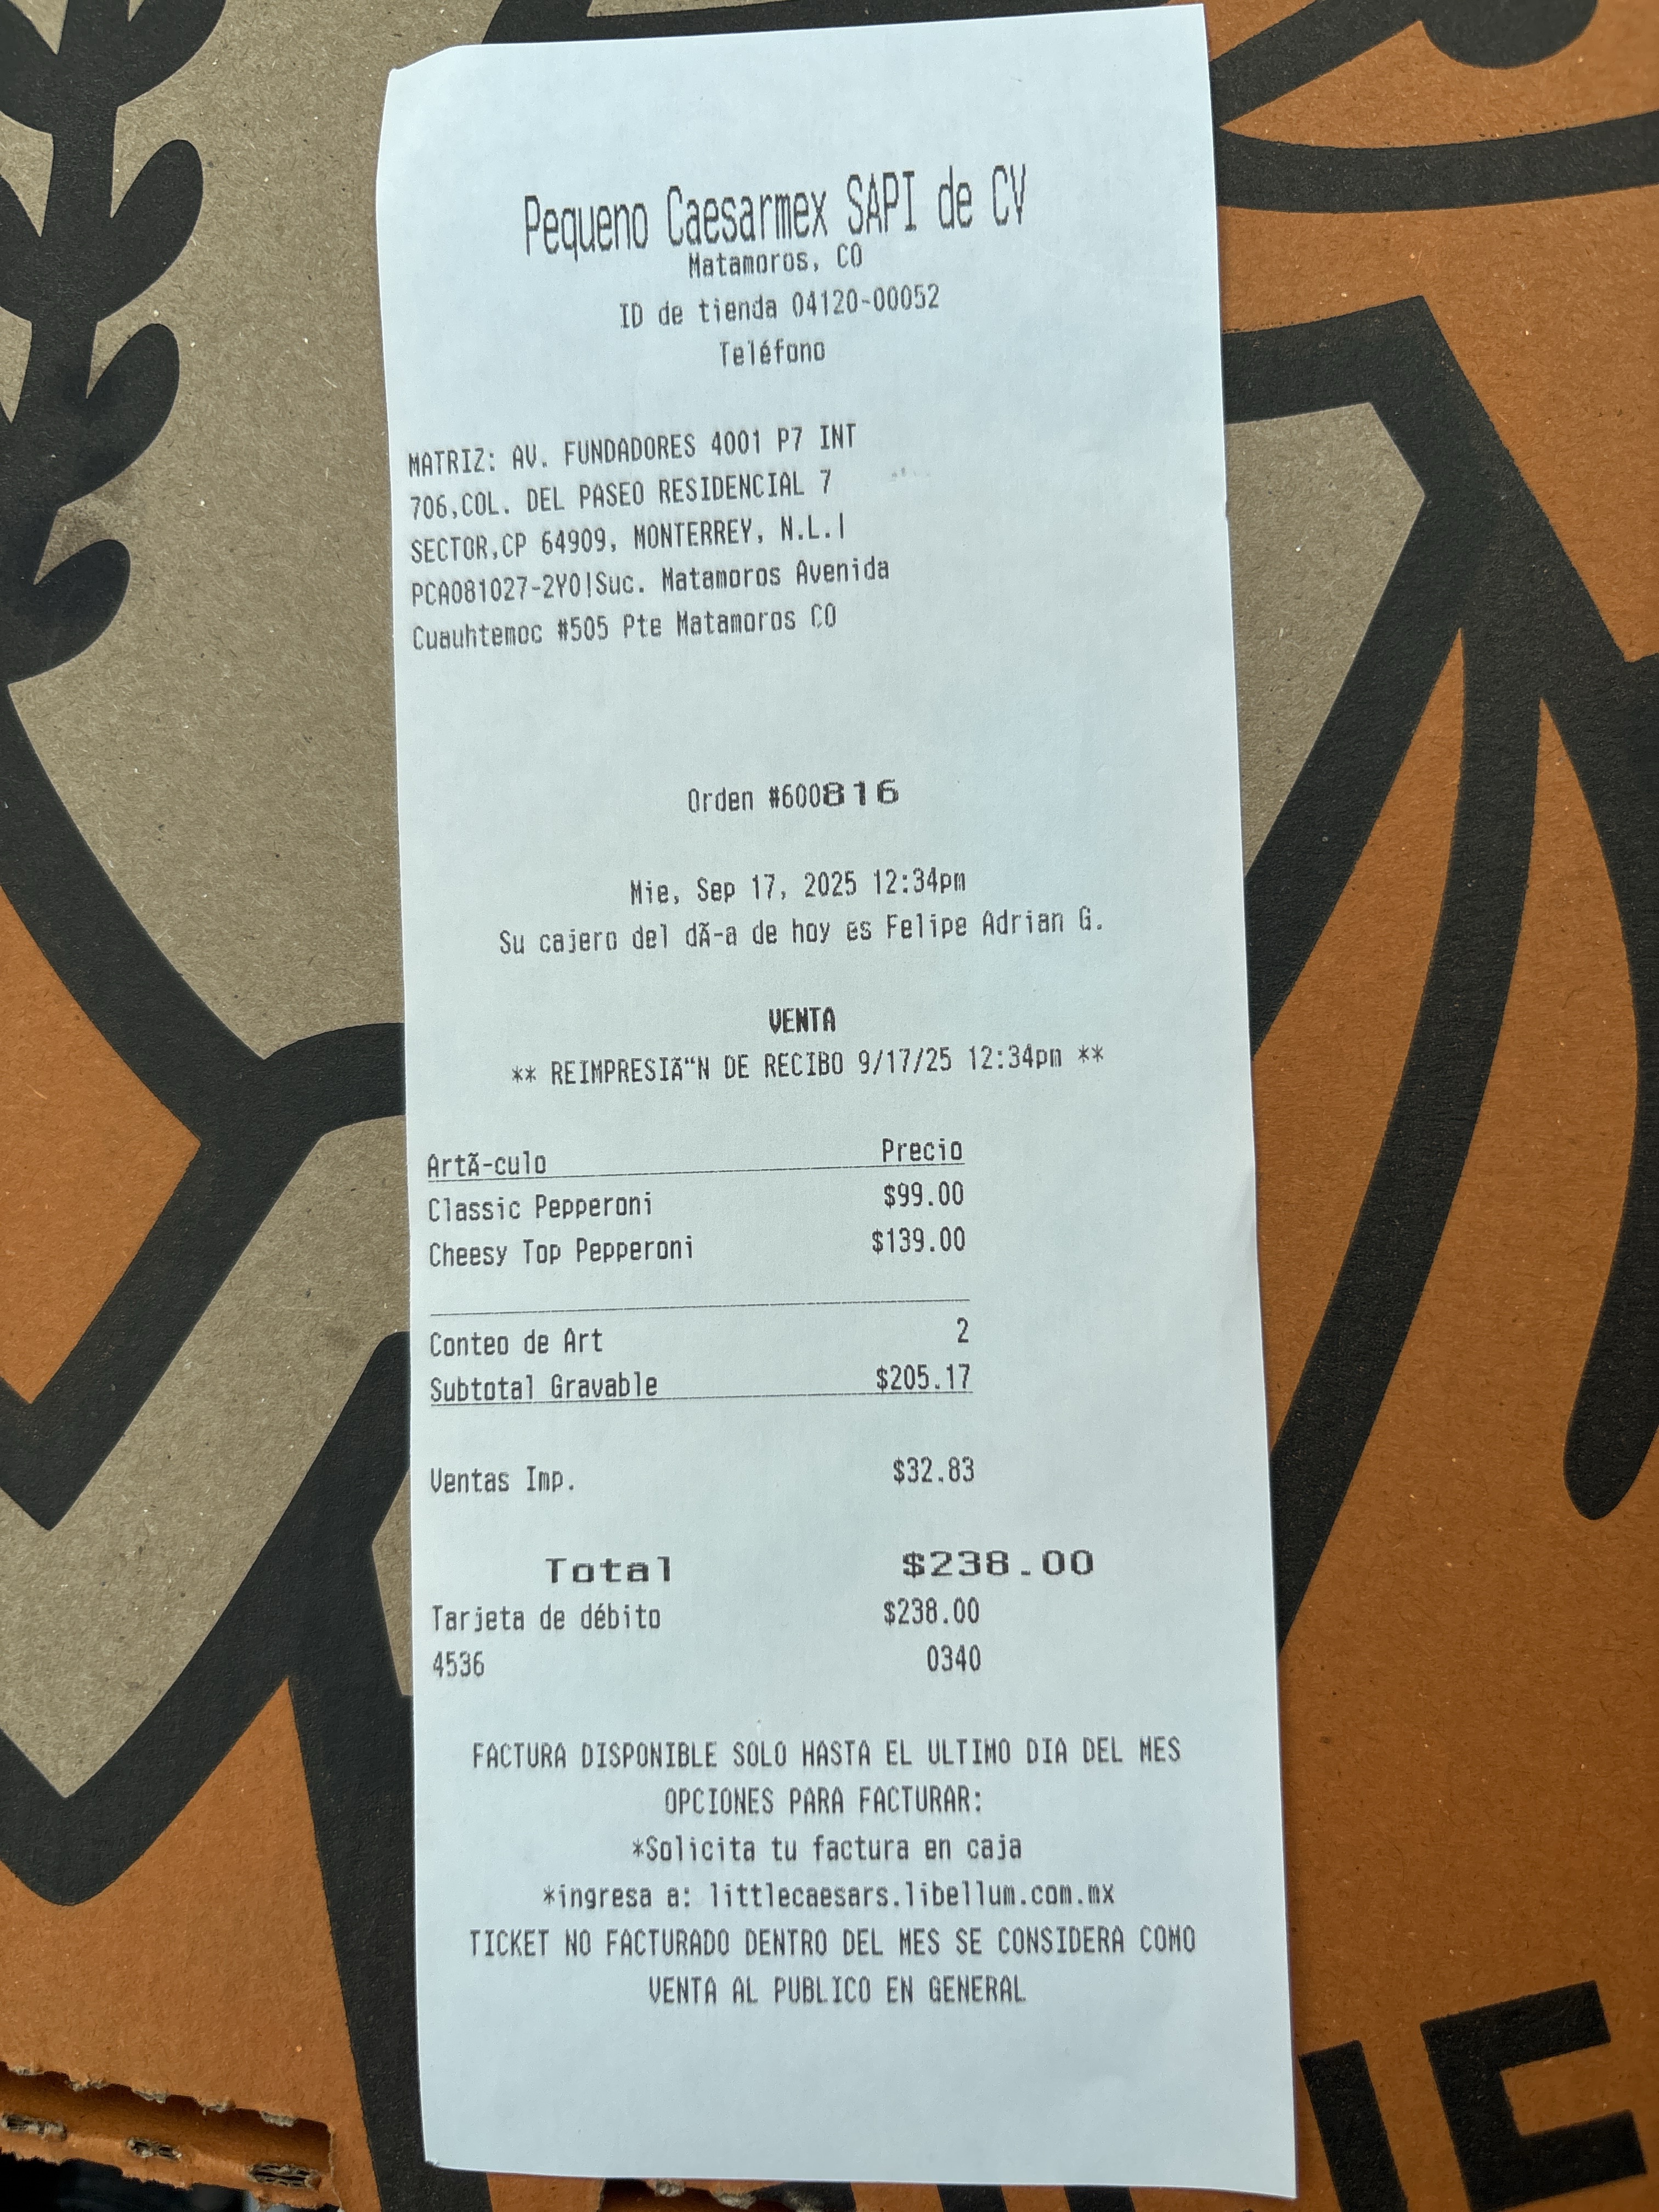 Pequeno Caesarmex SAPI de CV
Matamoros, CO
ID de tienda 04120-00052
Teléfono
MATRIZ: AV. FUNDADORES 4001 P7 INT
706,COL. DEL PASEO RESIDENCIAL 7
SECTOR,CP 64909, MONTERREY, N.L.|
PCA081027-2Y0|Suc. Matamoros Avenida
Cuauhtemoc #505 Pte Matamoros CO
Orden #600816
Mie, Sep 17, 2025 12:34pm
Su cajero del dÃ-a de hoy es Felipe Adrian G.
VENTA
** REIMPRESIÃ“N DE RECIBO 9/17/25 12:34pm **
ArtÃ-culo Precio
Classic Pepperoni $99.00
Cheesy Top Pepperoni $139.00
Conteo de Art 2
Subtotal Gravable $205.17
Ventas Imp. $32.83
Total $238.00
Tarjeta de débito $238.00
4536 0340
FACTURA DISPONIBLE SOLO HASTA EL ULTIMO DIA DEL MES
OPCIONES PARA FACTURAR:
*Solicita tu factura en caja
*ingresa a: littlecaesars.libellum.com.mx
TICKET NO FACTURADO DENTRO DEL MES SE CONSIDERA COMO
VENTA AL PUBLICO EN GENERAL